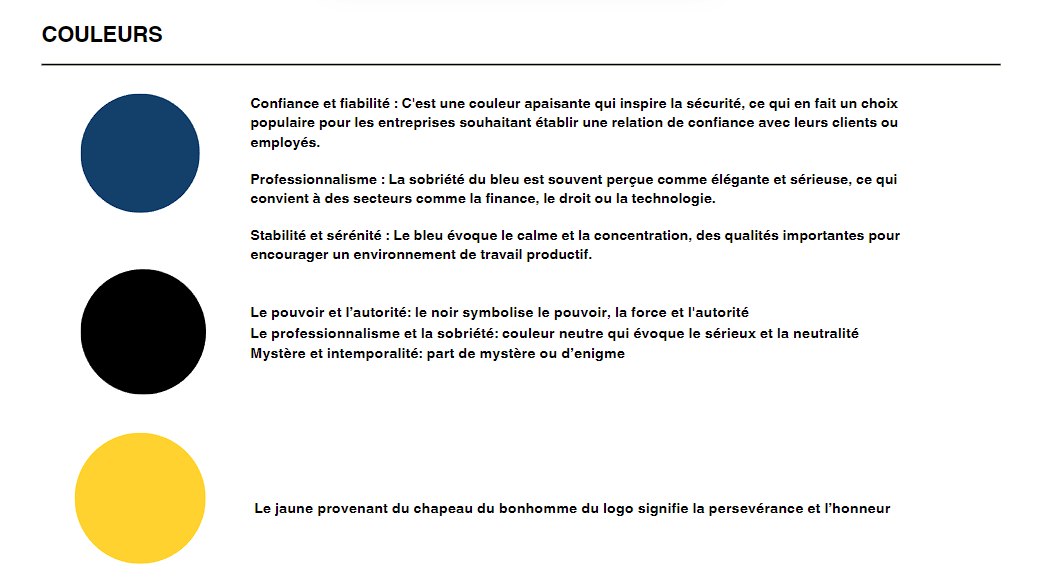 COULEURS
Confiance et fiabilité : C'est une couleur apaisante qui inspire la sécurité, ce qui en fait un choix
populaire pour les entreprises souhaitant établir une relation de confiance avec leurs clients ou
employés.
Professionnalisme : La sobriété du bleu est souvent perçue comme élégante et sérieuse, ce qui
convient à des secteurs comme la finance, le droit ou la technologie.
Stabilité et sérénité : Le bleu évoque le calme et la concentration, des qualités importantes pour
encourager un environnement de travail productif.
Le pouvoir et l’autorité: le noir symbolise le pouvoir, la force et l'autorité
Le professionnalisme et la sobriété: couleur neutre qui évoque le sérieux et la neutralité
Mystère et intemporalité: part de mystère ou d’enigme
Le jaune provenant du chapeau du bonhomme du logo signifie la persevérance et l’honneur